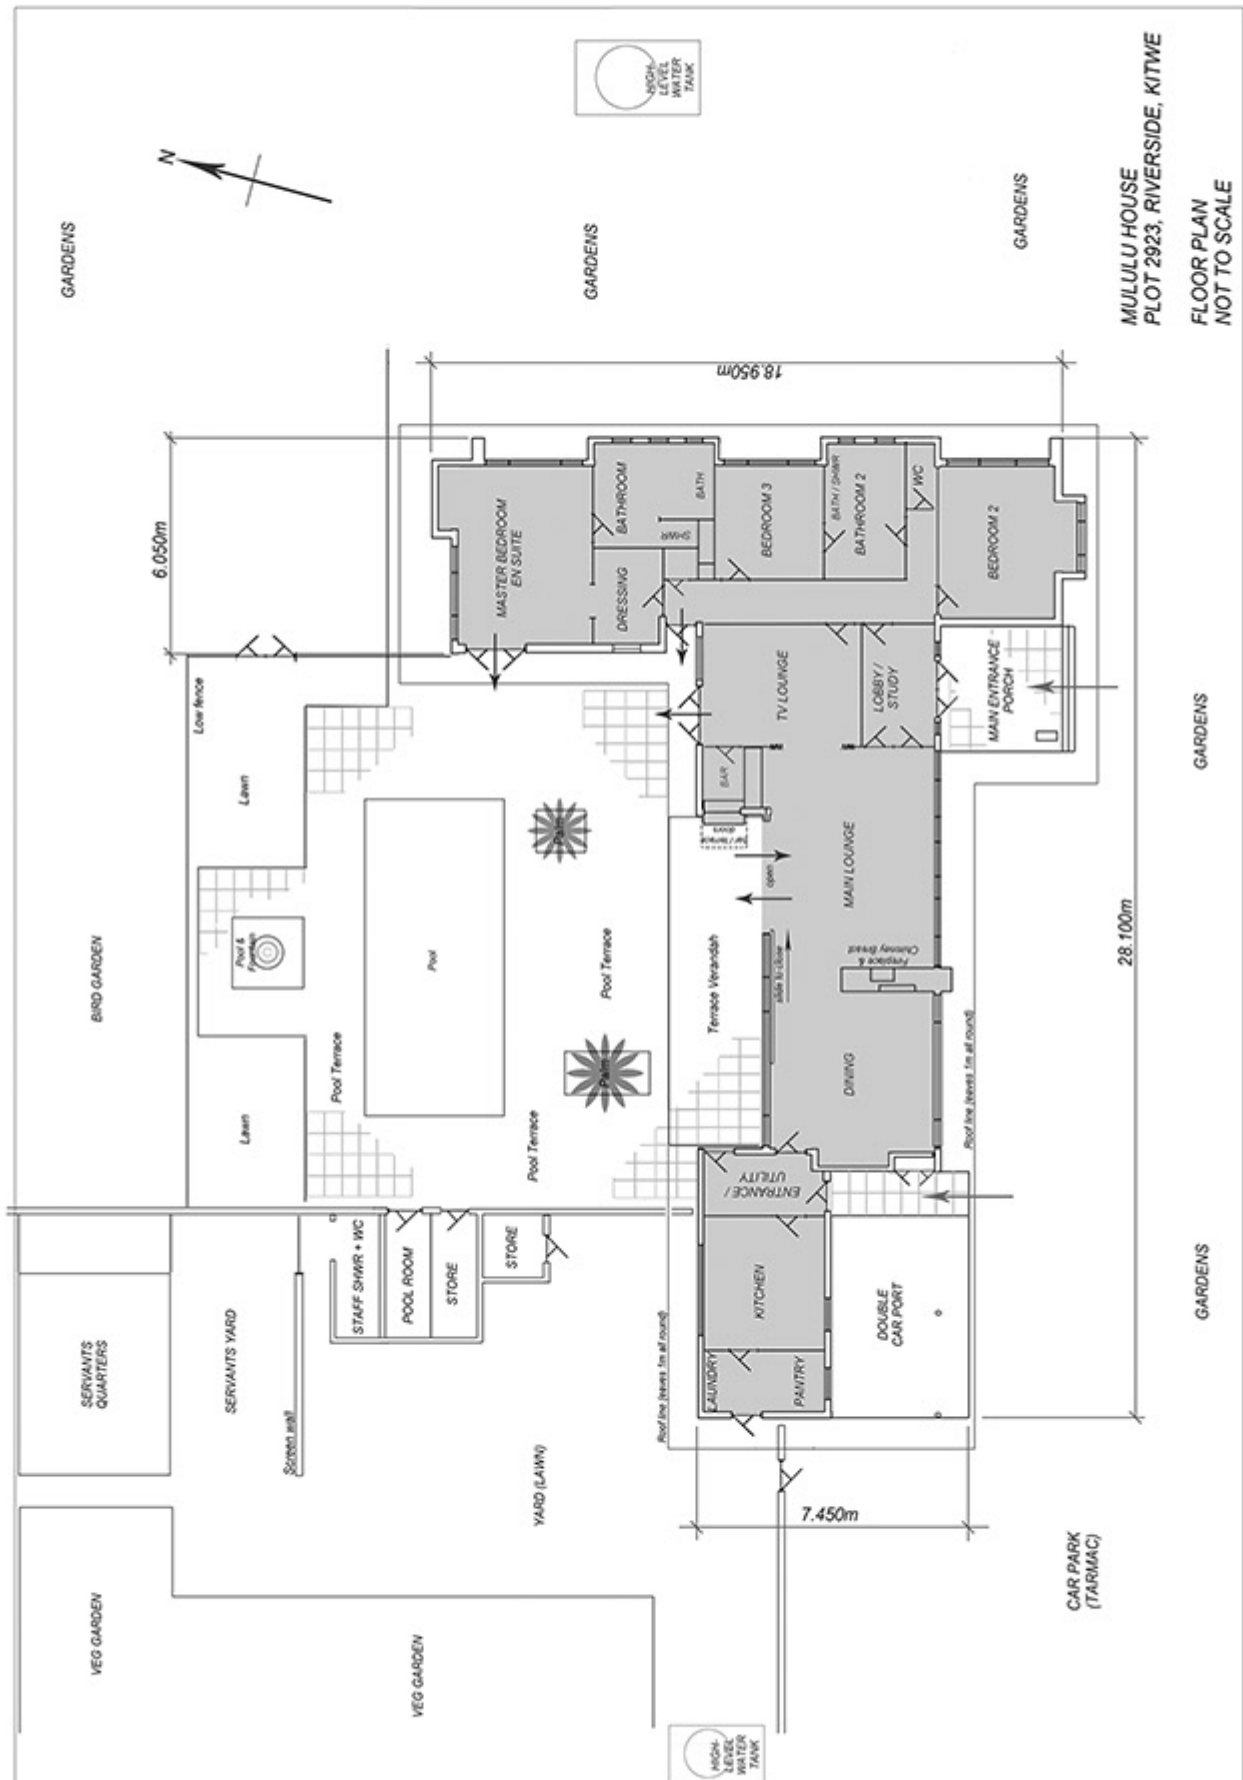 MULULU HOUSE
PLOT 2923, RIVERSIDE, KITWE
FLOOR PLAN
NOT TO SCALE
N
HIGH-
LEVEL
WATER
TANK
GARDENS
GARDENS
GARDENS
18.950m
6.050m
MASTER BEDROOM
EN SUITE
BATHROOM
BATH
SHWR
DRESSING
BEDROOM 3
BATH / SHWR
BATHROOM 2
WC
BEDROOM 2
Low fence
Lawn
TV LOUNGE
LOBBY /
STUDY
MAIN ENTRANCE
PORCH
GARDENS
BAR
bar / terrace
doors
Palm
open
MAIN LOUNGE
BIRD GARDEN
Pool &
Fountain
Pool
Pool Terrace
Terrace Verandah
slide to close
Fireplace &
Chimney Breast
28.100m
Pool Terrace
Palm
Lawn
Pool Terrace
DINING
Roof line (eaves 1m all round)
ENTRANCE /
UTILITY
STAFF SHWR + WC
POOL ROOM
STORE
STORE
KITCHEN
DOUBLE
CAR PORT
GARDENS
SERVANTS
QUARTERS
SERVANTS YARD
Screen wall
LAUNDRY
PANTRY
Roof line (eaves 1m all round)
YARD (LAWN)
7.450m
CAR PARK
(TARMAC)
VEG GARDEN
VEG GARDEN
HIGH-
LEVEL
WATER
TANK